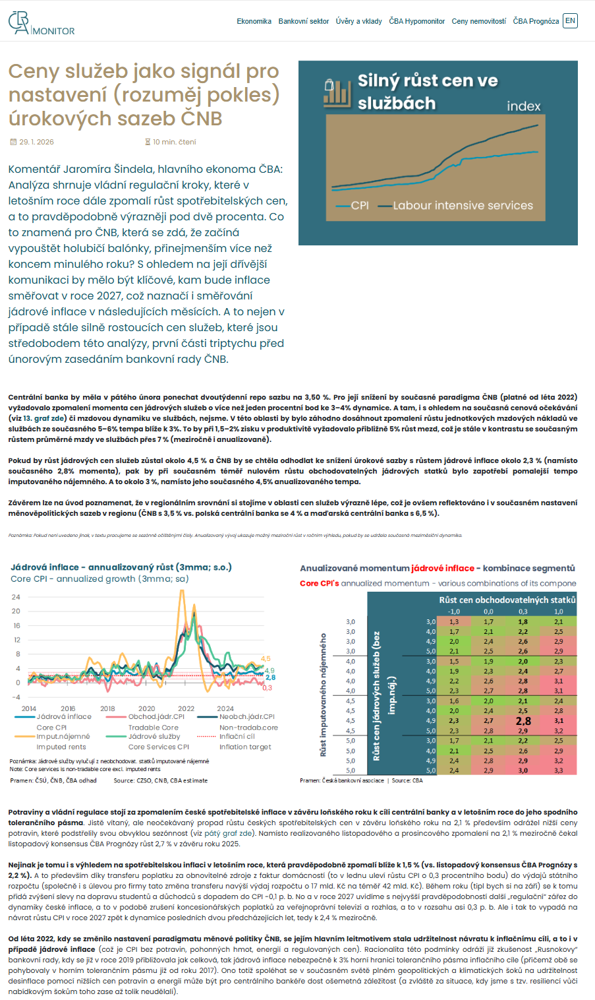 ČBA MONITOR
Ekonomika Bankovní sektor Úvěry a vklady ČBA Hypomonitor Ceny nemovitostí ČBA Prognóza EN
Ceny služeb jako signál pro
nastavení (rozuměj pokles)
úrokových sazeb ČNB
29. 1. 2026 10 min. čtení
Komentář Jaromíra Šindela, hlavního ekonoma ČBA:
Analýza shrnuje vládní regulační kroky, které v
letošním roce dále zpomalí růst spotřebitelských cen,
a to pravděpodobně výrazněji pod dvě procenta. Co
to znamená pro ČNB, která se zdá, že začíná
vypouštět holubičí balónky, přinejmenším více než
koncem minulého roku? S ohledem na její dřívější
komunikaci by mělo být klíčové, kam bude inflace
směřovat v roce 2027, což naznačí i směřování
jádrové inflace v následujících měsících. A to nejen v
případě stále silně rostoucích cen služeb, které jsou
středobodem této analýzy, první části triptychu před
únorovým zasedáním bankovní rady ČNB.
Silný růst cen ve
službách
index
CPI Labour intensive services
Centrální banka by měla v pátého února ponechat dvoutýdenní repo sazbu na 3,50 %. Pro její snížení by současné paradigma ČNB (platné od léta 2022)
vyžadovalo zpomalení momenta cen jádrových služeb o více než jeden procentní bod ke 3–4% dynamice. A tam, i s ohledem na současná cenová očekávání
(viz 13. graf zde) či mzdovou dynamiku ve službách, nejsme. V této oblasti by bylo záhodno dosáhnout zpomalení růstu jednotkových mzdových nákladů ve
službách ze současného 5–6% tempa blíže k 3%. To by při 1,5–2% zisku v produktivitě vyžadovalo přibližně 5% růst mezd, což je stále v kontrastu se současným
růstem průměrné mzdy ve službách přes 7 % (meziročně i anualizovaně).
Pokud by růst jádrových cen služeb zůstal okolo 4,5 % a ČNB by se chtěla odhodlat ke snížení úrokové sazby s růstem jádrové inflace okolo 2,3 % (namísto
současného 2,8% momenta), pak by při současném téměř nulovém růstu obchodovatelných jádrových statků bylo zapotřebí pomalejší tempo
imputovaného nájemného. A to okolo 3 %, namísto jeho současného 4,5% anualizovaného tempa.
Závěrem lze na úvod poznamenat, že v regionálním srovnání si stojíme v oblasti cen služeb výrazně lépe, což je ovšem reflektováno i v současném nastavení
měnověpolitických sazeb v regionu (ČNB s 3,5 % vs. polská centrální banka se 4 % a maďarská centrální banka s 6,5 %).
Poznámka: Pokud není uvedeno jinak, v textu pracujeme se sezónně očištěnými čísly. Anualizovaný vývoj ukazuje možný meziroční růst v ročním výhledu, pokud by se udržela současná meziměsíční dynamika.
Jádrová inflace - annualizovaný růst (3mma; s.o.)
Core CPI - annualized growth (3mma; sa)
24
20
16
12
8
4
0
-4
4,5
4,9
2,8
0,3
2014 2016 2018 2020 2022 2024
Jádrová inflace Obchod.jádr.CPI Neobch.jádr.CPI
Core CPI Tradable Core Non-tradab.core
Imput.nájemné Jádrové služby Inflační cíl
Imputed rents Core Services CPI Inflation target
Poznámka: Jádrové služby vylučují z neobchodovat. statků imputované nájemné
Note: Core services is non-tradable core excl. imputed rents
Pramen: ČSÚ, ČNB, ČBA odhad Source: CZSO, CNB, CBA estimate
Anualizované momentum jádrové inflace - kombinace segmentů
Core CPI's annualized momentum - various combinations of its compone
Růst cen obchodovatelných statků
-1,0 0,0 0,3 1,0
Růst imputovaného nájemného
Růst cen jádrových služeb (bez
imp.náj.)
3,0 3,0 1,3 1,7 1,8 2,1
3,0 4,0 1,7 2,1 2,2 2,5
3,0 4,9 2,0 2,4 2,6 2,9
3,0 5,0 2,1 2,5 2,6 2,9
4,0 3,0 1,5 1,9 2,0 2,3
4,0 4,0 1,9 2,3 2,4 2,7
4,0 4,9 2,2 2,6 2,8 3,1
4,0 5,0 2,3 2,7 2,8 3,1
4,5 3,0 1,6 2,0 2,1 2,4
4,5 4,0 2,0 2,4 2,5 2,8
4,5 4,9 2,3 2,7 2,8 3,1
4,5 5,0 2,3 2,8 2,9 3,2
5,0 3,0 1,7 2,1 2,2 2,5
5,0 4,0 2,1 2,5 2,6 2,9
5,0 4,9 2,4 2,8 2,9 3,2
5,0 5,0 2,4 2,9 3,0 3,3
Pramen: Česká bankovní asociace | Source: CBA
Potraviny a vládní regulace stojí za zpomalením české spotřebitelské inflace v závěru loňského roku k cíli centrální banky a v letošním roce do jeho spodního
tolerančního pásma. Jistě vítaný, ale neočekávaný propad růstu českých spotřebitelských cen v závěru loňského roku na 2,1 % především odrážel nižší ceny
potravin, které podstřelily svou obvyklou sezónnost (viz pátý graf zde). Namísto realizovaného listopadového a prosincového zpomalení na 2,1 % meziročně čekal
listopadový konsensus ČBA Prognózy růst 2,7 % v závěru roku 2025.
Nejinak je tomu i s výhledem na spotřebitelskou inflaci v letošním roce, která pravděpodobně zpomalí blíže k 1,5 % (vs. listopadový konsensus ČBA Prognózy s
2,2 %). A to především díky transferu poplatku za obnovitelné zdroje z faktur domácností (to v lednu uleví růstu CPI o 0,3 procentního bodu) do výdajů státního
rozpočtu (společně i s úlevou pro firmy tato změna transferu navýší výdaj rozpočtu o 17 mld. Kč na téměř 42 mld. Kč). Během roku (tipl bych si na září) se k tomu
přidá zvýšení slevy na dopravu studentů a důchodců s dopadem do CPI -0,1 p. b. No a v roce 2027 uvidíme s nejvyšší pravděpodobností další „regulační“ zářez do
dynamiky české inflace, a to v podobě zrušení koncesionářských poplatků za veřejnoprávní televizi a rozhlas, a to v rozsahu asi 0,3 p. b. Ale i tak to vypadá na
návrat růstu CPI v roce 2027 zpět k dynamice posledních dvou předcházejících let, tedy k 2,4 % meziročně.
Od léta 2022, kdy se změnilo nastavení paradigmatu měnové politiky ČNB, se jejím hlavním leitmotivem stala udržitelnost návratu k inflačnímu cíli, a to i v
případě jádrové inflace (což je CPI bez potravin, pohonných hmot, energií a regulovaných cen). Racionalita této podmínky odráží již zkušenost „Rusnokovy“
bankovní rady, kdy se již v roce 2019 přibližovala jak celková, tak jádrová inflace nebezpečně k 3% horní hranici tolerančního pásma inflačního cíle (přičemž obě se
pohybovaly v horním tolerančním pásmu již od roku 2017). Ono totiž spoléhat se v současném světě plném geopolitických a klimatických šoků na udržitelnost
desinflace pomocí nižších cen potravin a energií může být pro centrálního bankéře dost ošemetná záležitost (a zvláště za situace, kdy jsme s tzv. resiliencí vůči
nabídkovým šokům toho zase až tolik neudělali).